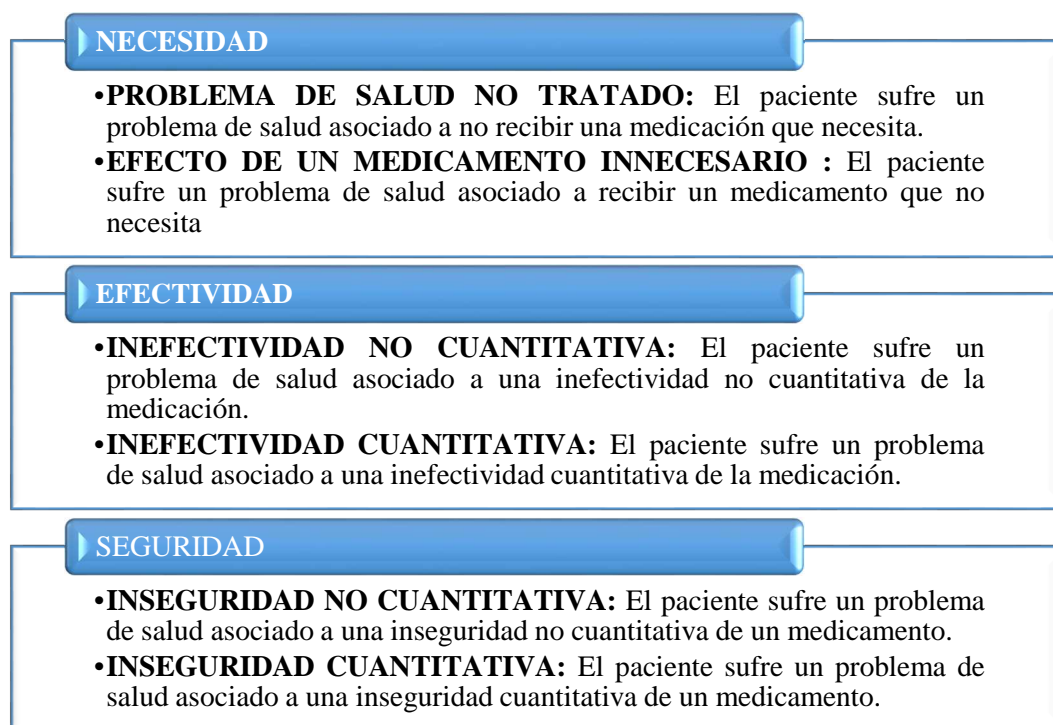 NECESIDAD
•PROBLEMA DE SALUD NO TRATADO: El paciente sufre un
problema de salud asociado a no recibir una medicación que necesita.
•EFECTO DE UN MEDICAMENTO INNECESARIO : El paciente
sufre un problema de salud asociado a recibir un medicamento que no
necesita
EFECTIVIDAD
•INEFECTIVIDAD NO CUANTITATIVA: El paciente sufre un
problema de salud asociado a una inefectividad no cuantitativa de la
medicación.
•INEFECTIVIDAD CUANTITATIVA: El paciente sufre un problema
de salud asociado a una inefectividad cuantitativa de la medicación.
SEGURIDAD
•INSEGURIDAD NO CUANTITATIVA: El paciente sufre un problema
de salud asociado a una inseguridad no cuantitativa de un medicamento.
•INSEGURIDAD CUANTITATIVA: El paciente sufre un problema de
salud asociado a una inseguridad cuantitativa de un medicamento.